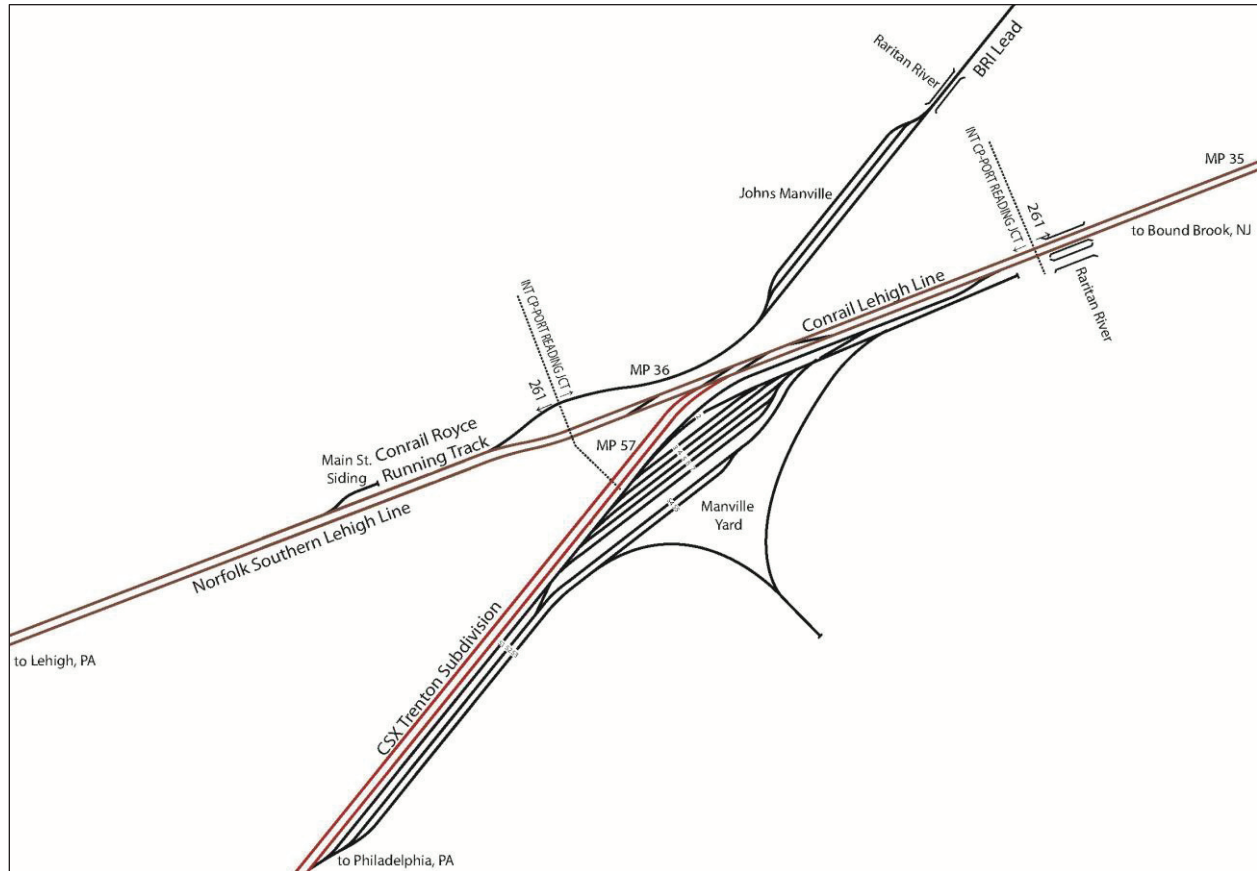 Raritan River
BRI Lead
MP 35
INT CP-PORT READING JCT
261
to Bound Brook, NJ
Raritan River
Johns Manville
Conrail Lehigh Line
INT CP-PORT READING JCT
261
MP 36
Main St.
Siding
Conrail Royce
Running Track
MP 57
Norfolk Southern Lehigh Line
Manville
Yard
CSX Trenton Subdivision
to Lehigh, PA
to Philadelphia, PA